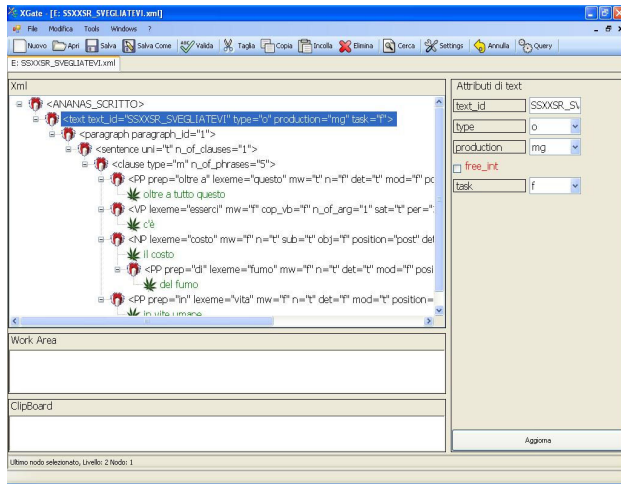 XGate - [E: SSXXSR_SVEGLIATEVI.xml]
File Modifica Tools Windows ?
Nuovo Apri Salva Salva Come Valida Taglia Copia Incolla Elimina Cerca Settings Annulla Query
E: SSXXSR_SVEGLIATEVI.xml
Xml
<ANANAS_SCRITTO>
<text text_id="SSXXSR_SVEGLIATEVI" type="o" production="mg" task="f">
<paragraph paragraph_id="1">
<sentence uni="t" n_of_clauses="1">
<clause type="m" n_of_phrases="5">
<PP prep="oltre a" lexeme="questo" mw="t" n="f" det="t" mod="f" po
oltre a tutto questo
<VP lexeme="esserci" mw="f" cop_vb="f" n_of_arg="1" sat="t" per="
c'è
<NP lexeme="costo" mw="f" n="t" sub="t" obj="f" position="post" det
il costo
<PP prep="di" lexeme="fumo" mw="f" n="t" det="t" mod="f" posi
del fumo
<PP prep="in" lexeme="vita" mw="f" n="t" det="f" mod="t" position=
in vite umane
Work Area
ClipBoard
Attributi di text
text_id SSXXSR_SV
type o
production mg
free_int
task f
Aggiorna
Ultimo nodo selezionato, Livello: 2 Nodo: 1